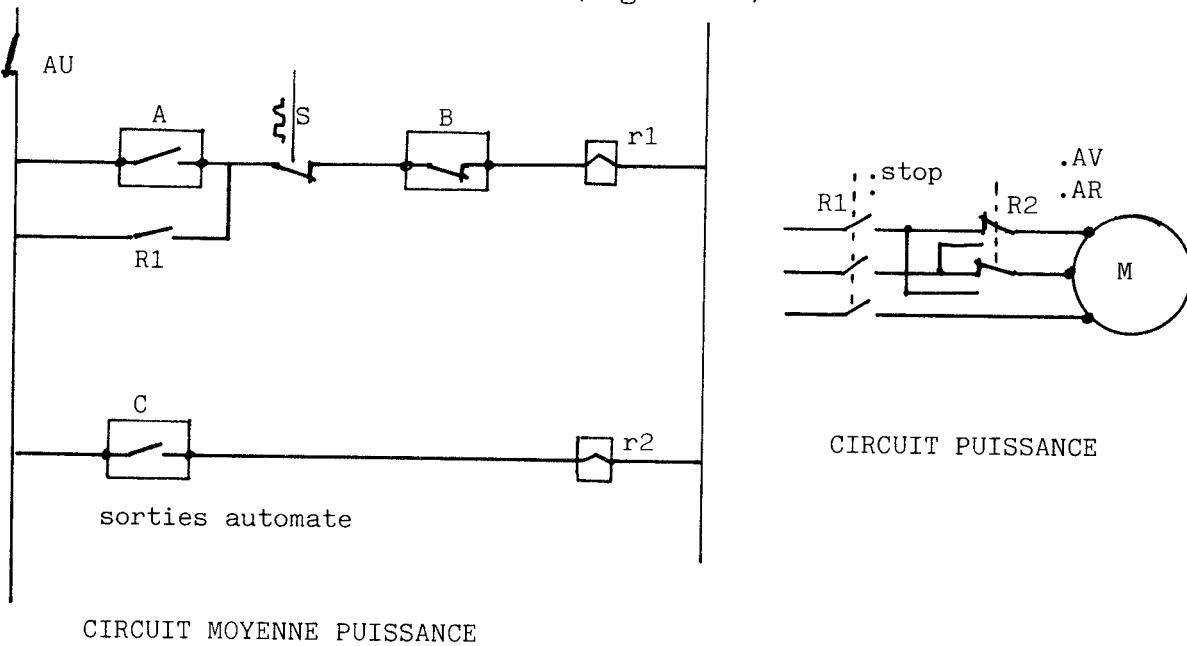 AU
A
S
B
r1
R1
C
r2
sorties automate
CIRCUIT MOYENNE PUISSANCE
.stop
.AV
.AR
R1
R2
M
CIRCUIT PUISSANCE